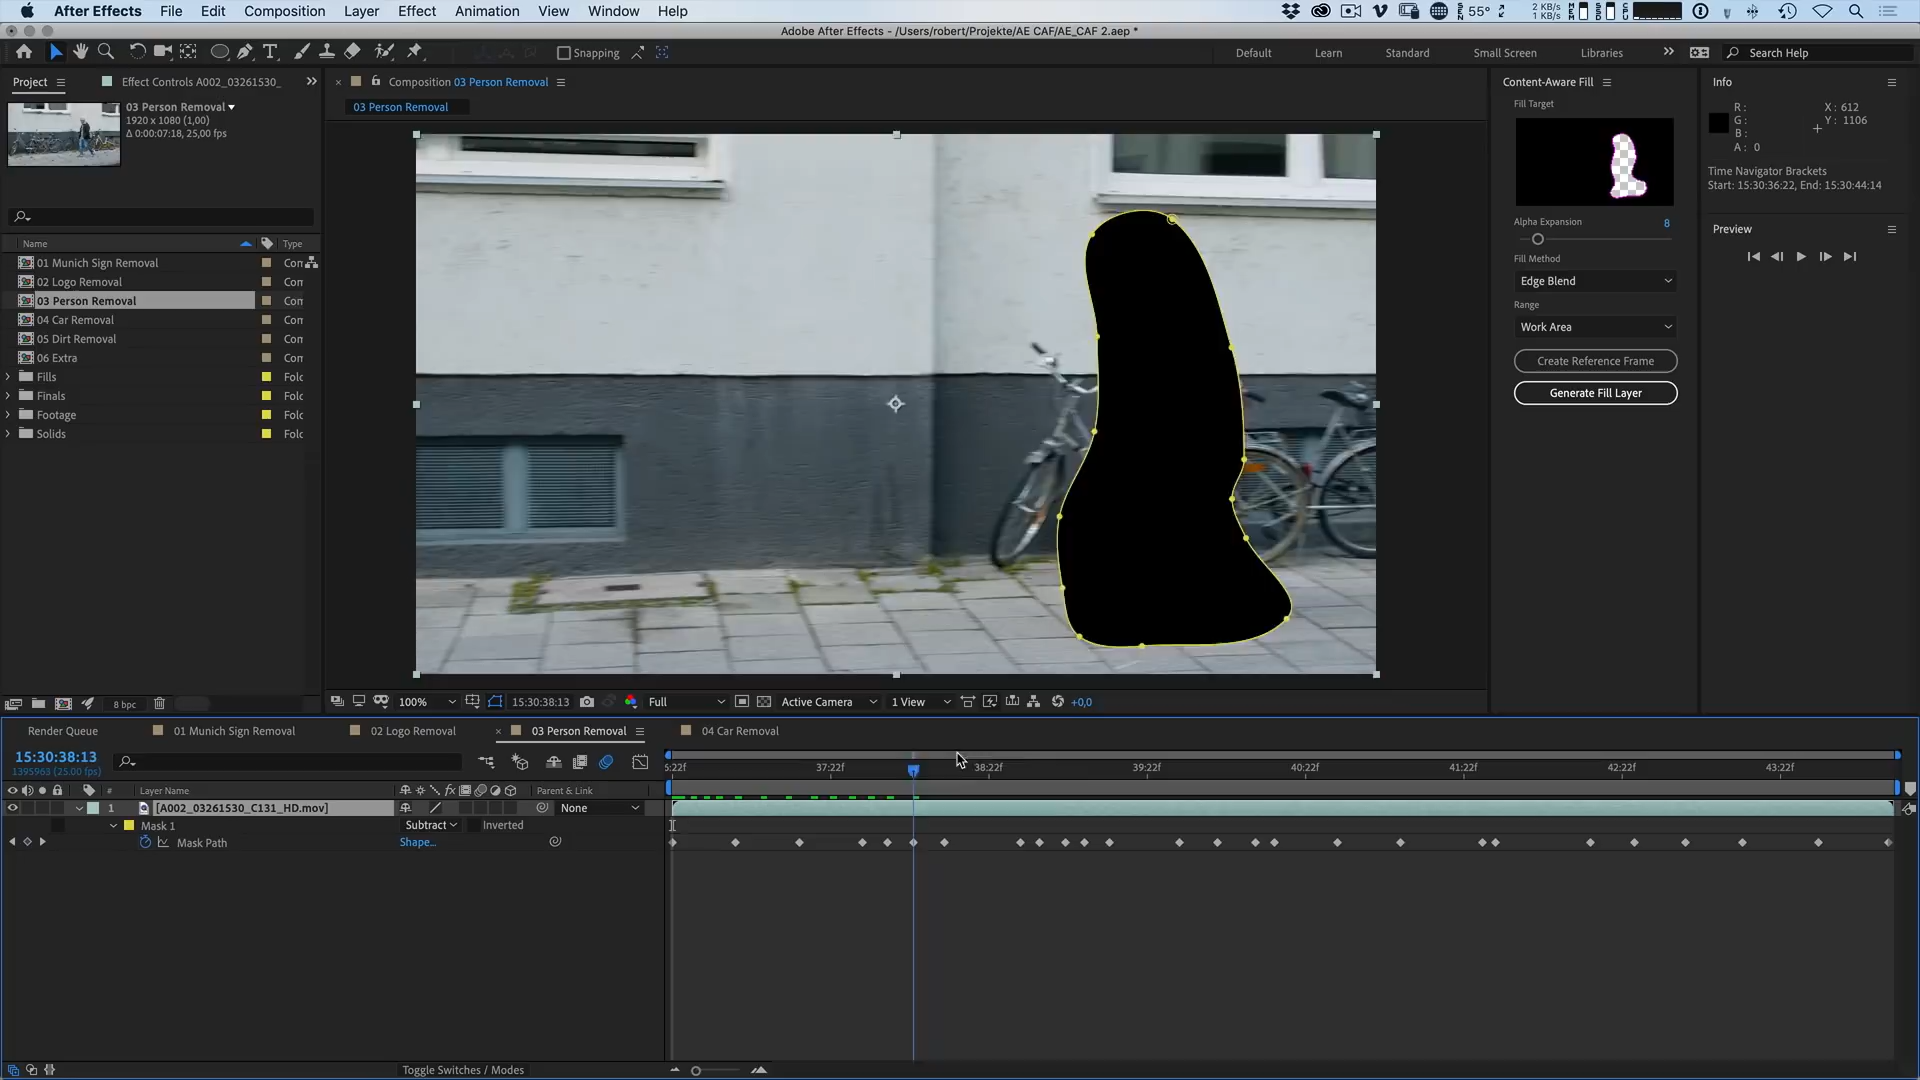 After Effects File Edit Composition Layer Effect Animation View Window Help
55° 2 KB/s 1 KB/s
Adobe After Effects - /Users/robert/Projekte/AE CAF/AE_CAF 2.aep *
Snapping Default Learn Standard Small Screen Libraries Search Help
Project Effect Controls A002_03261530_ Composition 03 Person Removal Content-Aware Fill Info
03 Person Removal
1920 x 1080 (1,00)
Δ 0:00:07:18, 25,00 fps
03 Person Removal
Fill Target
R :
G :
B :
A : 0
X : 612
Y : 1106
Time Navigator Brackets
Start: 15:30:36:22, End: 15:30:44:14
Alpha Expansion 8
Preview
Fill Method
Edge Blend
Range
Work Area
Create Reference Frame
Generate Fill Layer
Name Type
01 Munich Sign Removal Con
02 Logo Removal Con
03 Person Removal Con
04 Car Removal Con
05 Dirt Removal Con
06 Extra Con
Fills Folc
Finals Folc
Footage Folc
Solids Folc
8 bpc
100% 15:30:38:13 Full Active Camera 1 View +0,0
Render Queue 01 Munich Sign Removal 02 Logo Removal 03 Person Removal 04 Car Removal
15:30:38:13
1395963 (25.00 fps)
5:22f 37:22f 38:22f 39:22f 40:22f 41:22f 42:22f 43:22f
# Layer Name Parent & Link
1 [A002_03261530_C131_HD.mov] None
Mask 1 Subtract Inverted
Mask Path Shape...
Toggle Switches / Modes